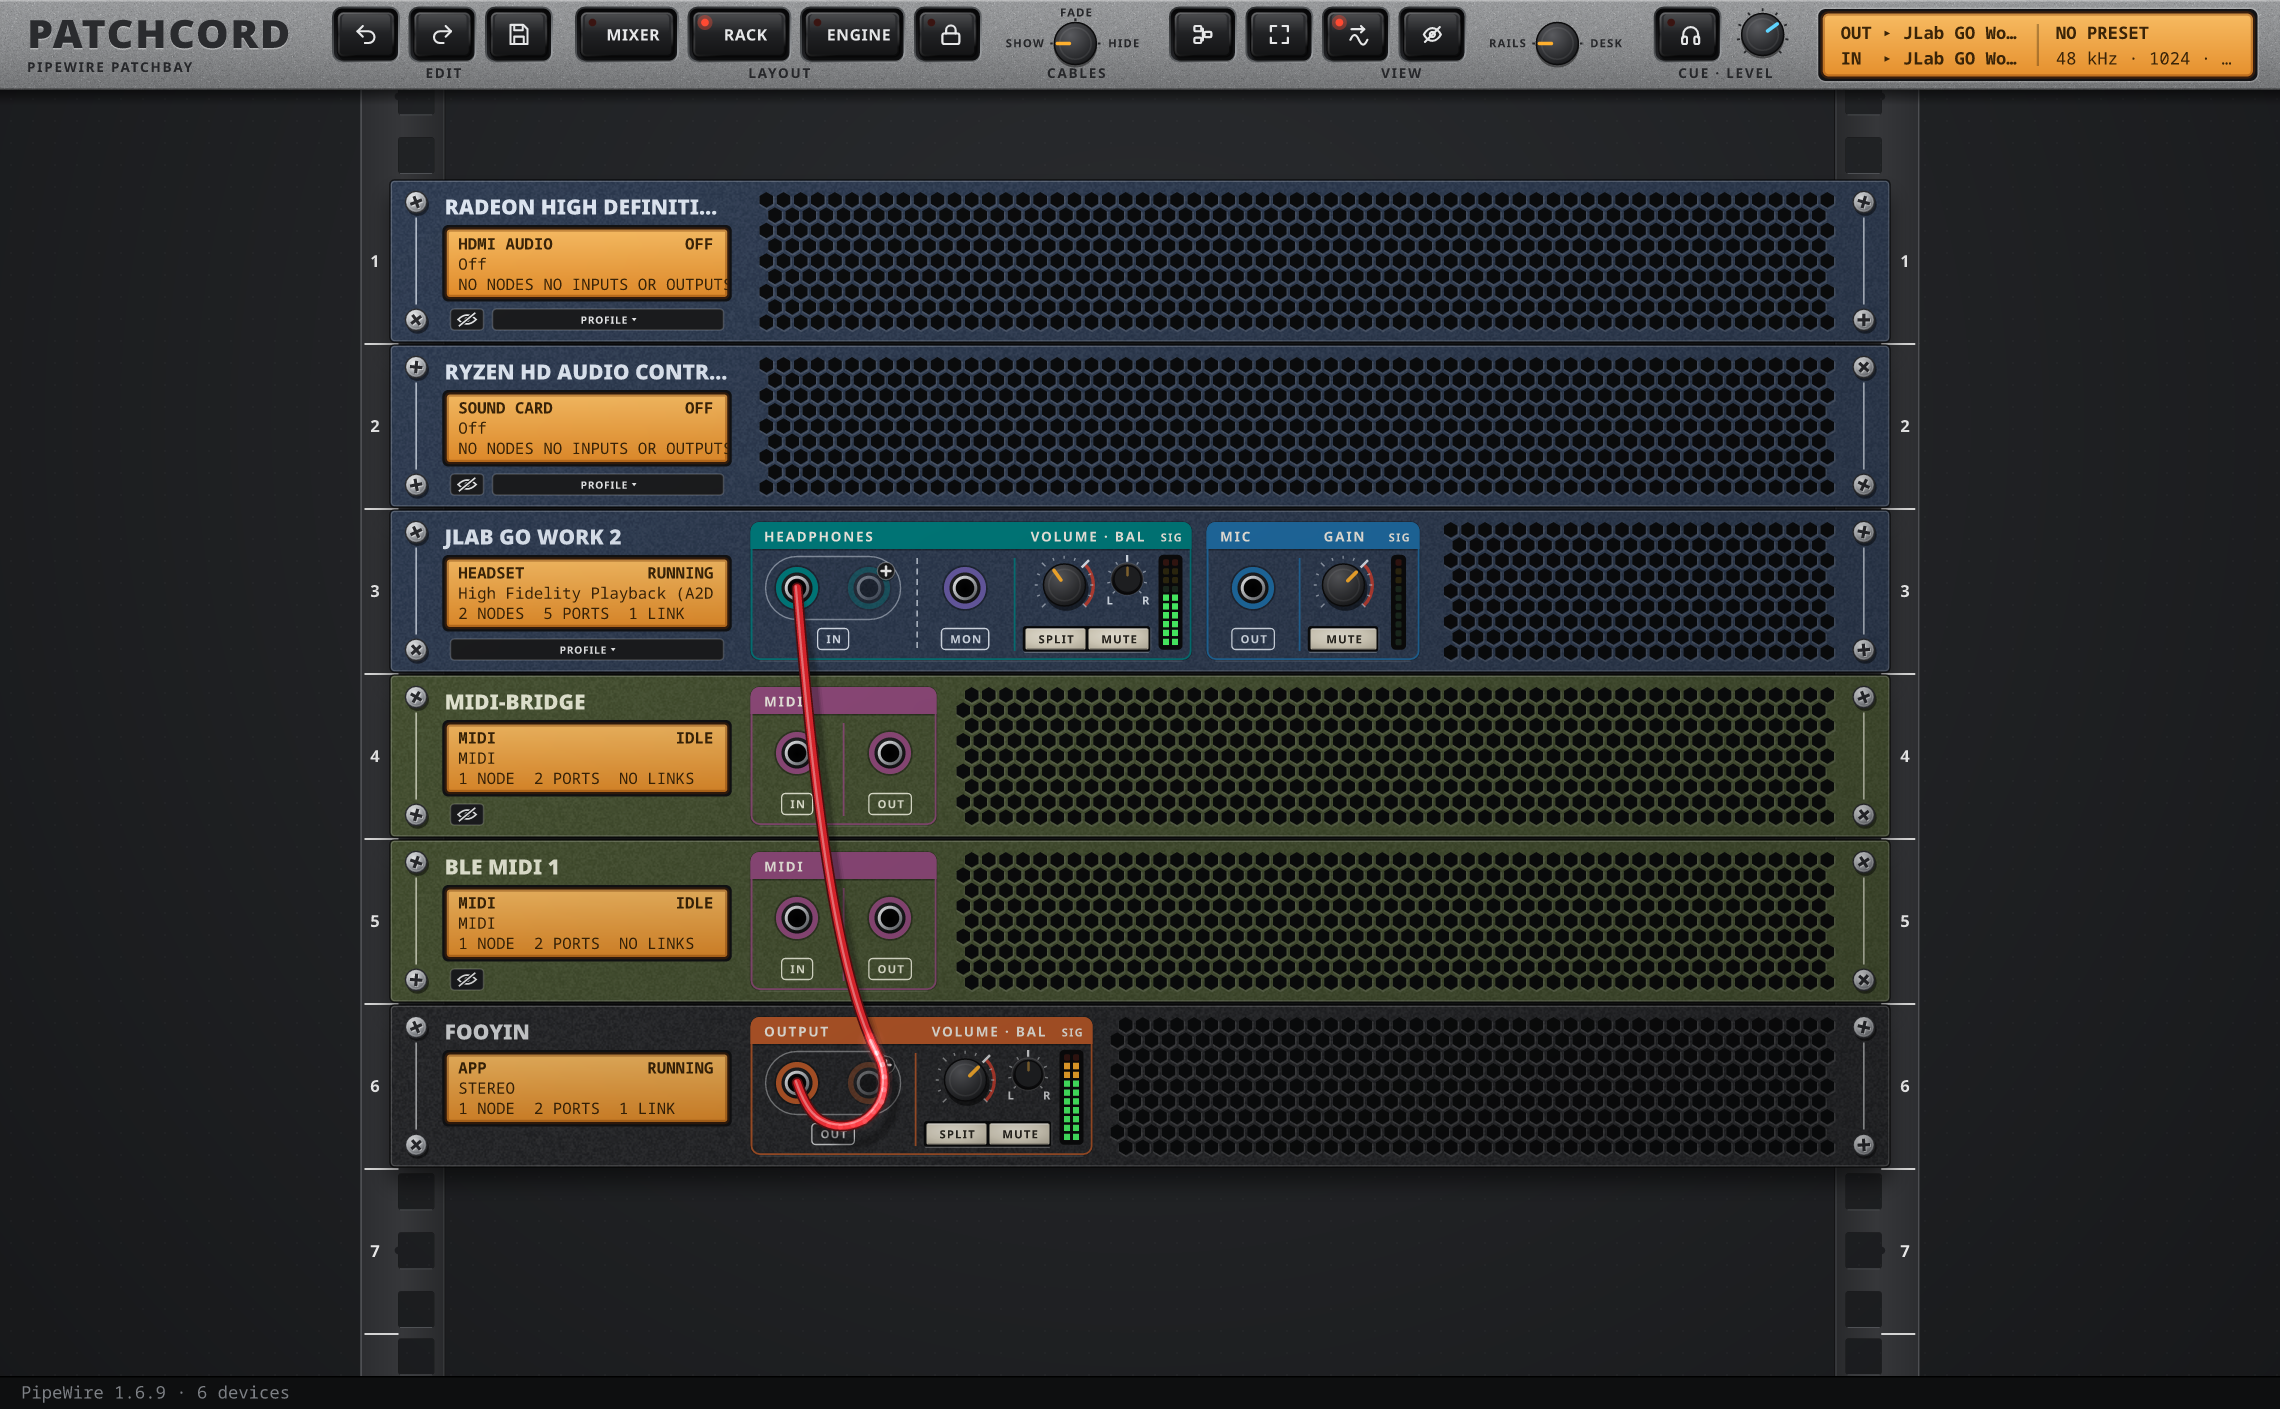 PATCHCORD
PIPEWIRE PATCHBAY
EDIT
MIXER
RACK
ENGINE
LAYOUT
FADE
SHOW
HIDE
CABLES
VIEW
RAILS
DESK
CUE · LEVEL
OUT ▸ JLab GO Wo…
IN ▸ JLab GO Wo…
NO PRESET
48 kHz · 1024 · …
1
RADEON HIGH DEFINITI…
HDMI AUDIO OFF
Off
NO NODES NO INPUTS OR OUTPUTS
PROFILE ▾
1
2
RYZEN HD AUDIO CONTR…
SOUND CARD OFF
Off
NO NODES NO INPUTS OR OUTPUTS
PROFILE ▾
2
3
JLAB GO WORK 2
HEADSET RUNNING
High Fidelity Playback (A2D
2 NODES 5 PORTS 1 LINK
PROFILE ▾
HEADPHONES
VOLUME · BAL SIG
L R
IN
MON
SPLIT
MUTE
MIC
GAIN
SIG
OUT
MUTE
3
4
MIDI-BRIDGE
MIDI IDLE
MIDI
1 NODE 2 PORTS NO LINKS
MIDI
IN
OUT
4
5
BLE MIDI 1
MIDI IDLE
MIDI
1 NODE 2 PORTS NO LINKS
MIDI
IN
OUT
5
6
FOOYIN
APP RUNNING
STEREO
1 NODE 2 PORTS 1 LINK
OUTPUT
VOLUME · BAL SIG
L R
OUT
SPLIT
MUTE
6
7
7
PipeWire 1.6.9 · 6 devices